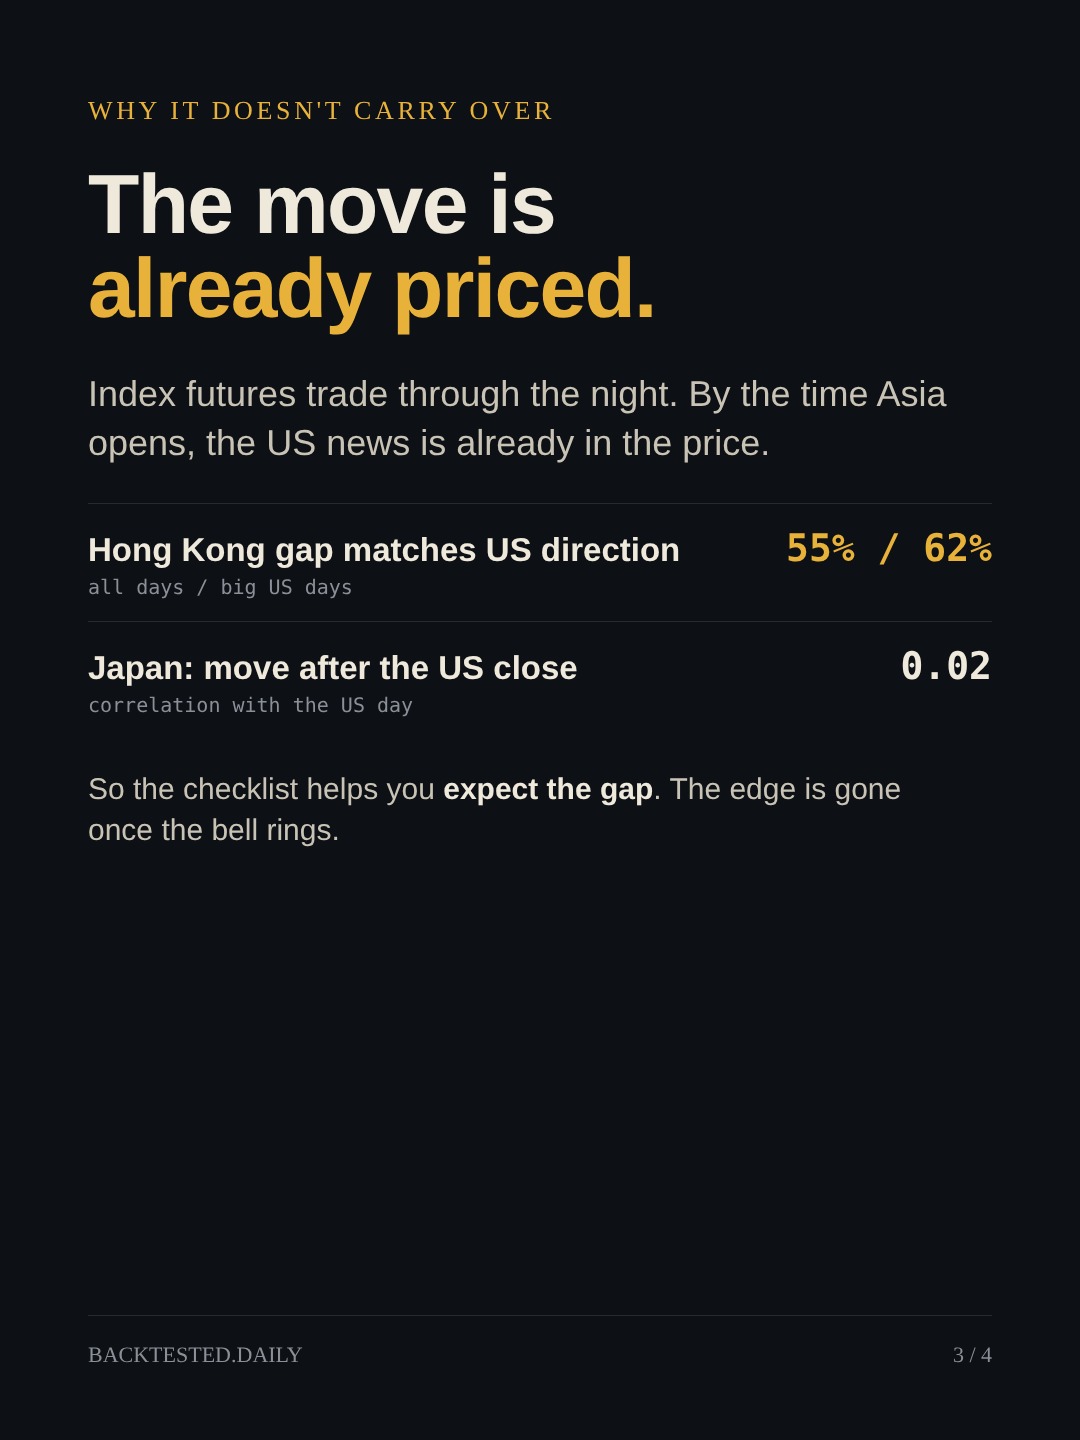 WHY IT DOESN'T CARRY OVER
The move is
already priced.
Index futures trade through the night. By the time Asia
opens, the US news is already in the price.
Hong Kong gap matches US direction 55% / 62%
all days / big US days
Japan: move after the US close 0.02
correlation with the US day
So the checklist helps you expect the gap. The edge is gone
once the bell rings.
BACKTESTED.DAILY 3 / 4